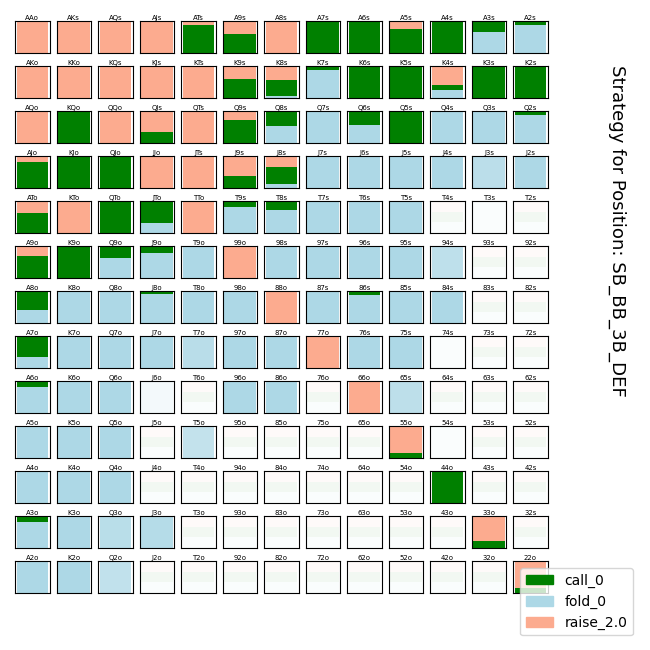 AAo AKs AQs AJs ATs A9s A8s A7s A6s A5s A4s A3s A2s
AKo KKo KQs KJs KTs K9s K8s K7s K6s K5s K4s K3s K2s
AQo KQo QQo QJs QTs Q9s Q8s Q7s Q6s Q5s Q4s Q3s Q2s
AJo KJo QJo JJo JTs J9s J8s J7s J6s J5s J4s J3s J2s
ATo KTo QTo JTo TTo T9s T8s T7s T6s T5s T4s T3s T2s
A9o K9o Q9o J9o T9o 99o 98s 97s 96s 95s 94s 93s 92s
A8o K8o Q8o J8o T8o 98o 88o 87s 86s 85s 84s 83s 82s
A7o K7o Q7o J7o T7o 97o 87o 77o 76s 75s 74s 73s 72s
A6o K6o Q6o J6o T6o 96o 86o 76o 66o 65s 64s 63s 62s
A5o K5o Q5o J5o T5o 95o 85o 75o 65o 55o 54s 53s 52s
A4o K4o Q4o J4o T4o 94o 84o 74o 64o 54o 44o 43s 42s
A3o K3o Q3o J3o T3o 93o 83o 73o 63o 53o 43o 33o 32s
A2o K2o Q2o J2o T2o 92o 82o 72o 62o 52o 42o 32o 22o
Strategy for Position: SB_BB_3B_DEF
call_0
fold_0
raise_2.0